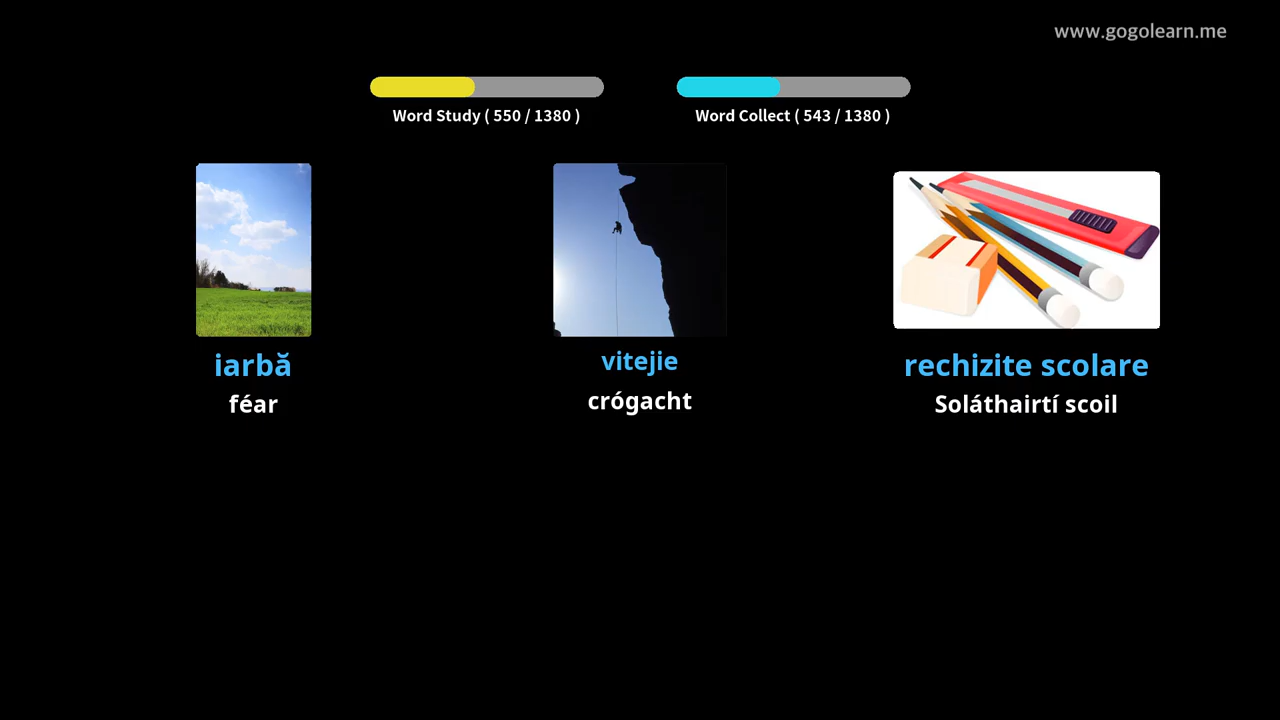 www.gogolearn.me
Word Study ( 550 / 1380 )
Word Collect ( 543 / 1380 )
iarbă
féar
vitejie
crógacht
rechizite scolare
Soláthairtí scoil